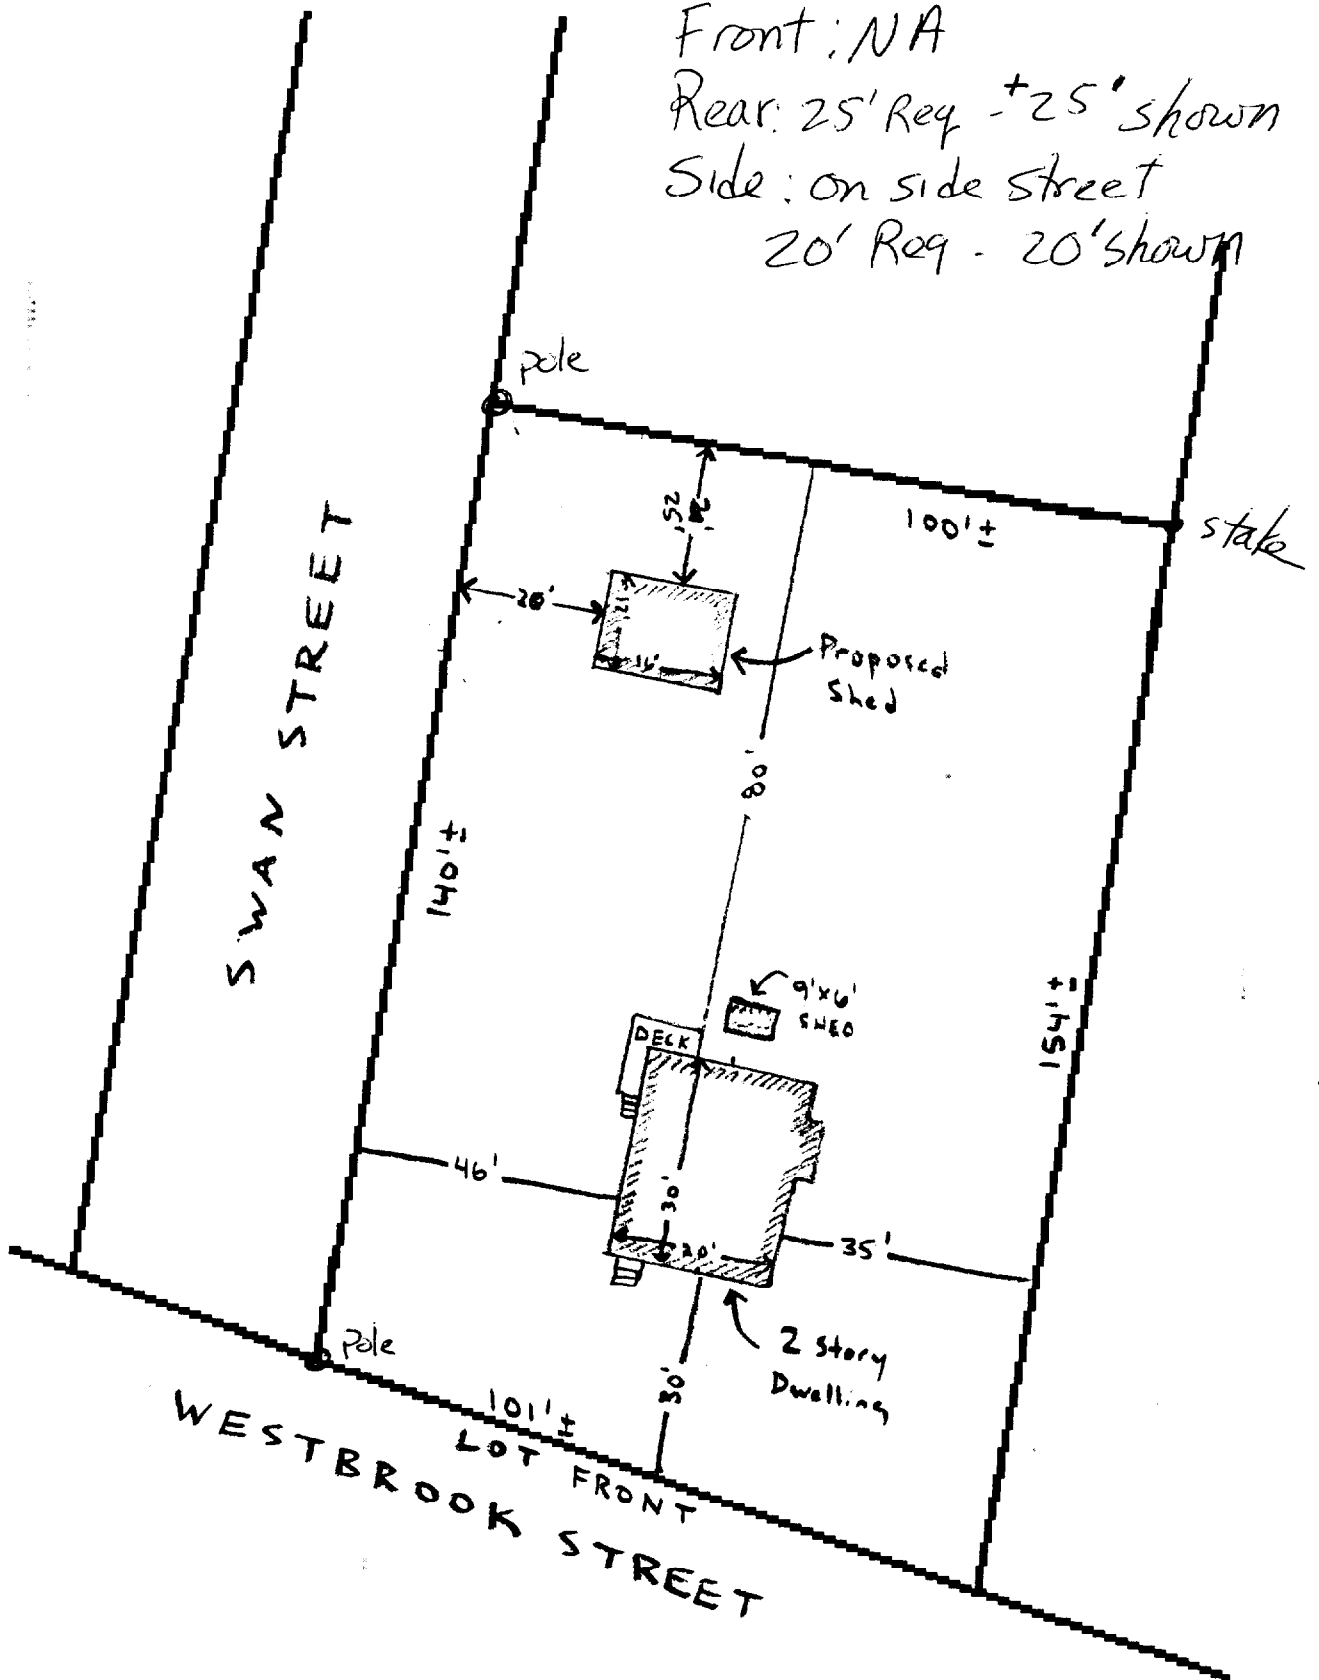 Front: NA
Rear: 25' Req - ±25' shown
Side: on side street
20' Req - 20' shown
pole
25'
100'±
stake
20'
12'
Proposed
Shed
80'
SWAN STREET
140'±
9'x6'
SHED
DECK
154'±
46'
30'
20'
35'
2 Story
Dwelling
30'
pole
101'±
LOT FRONT
WESTBROOK STREET